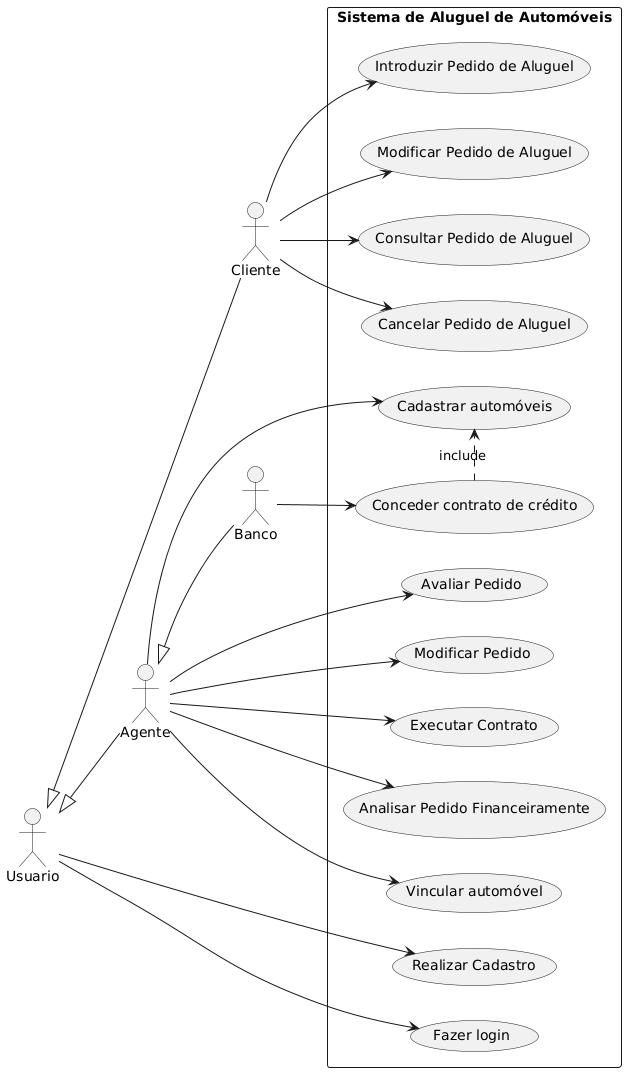 Sistema de Aluguel de Automóveis
Introduzir Pedido de Aluguel
Modificar Pedido de Aluguel
Consultar Pedido de Aluguel
Cliente
Cancelar Pedido de Aluguel
Cadastrar automóveis
include
Conceder contrato de crédito
Banco
Avaliar Pedido
Modificar Pedido
Executar Contrato
Agente
Analisar Pedido Financeiramente
Usuario
Vincular automóvel
Realizar Cadastro
Fazer login